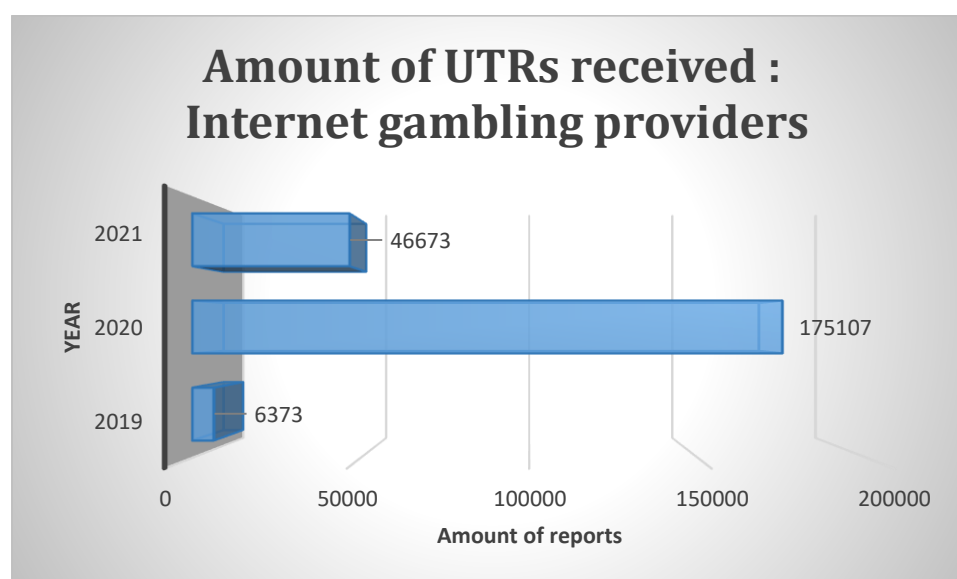 Amount of UTRs received :
Internet gambling providers
2021
46673
YEAR
2020
175107
2019
6373
0
50000
100000
150000
200000
Amount of reports